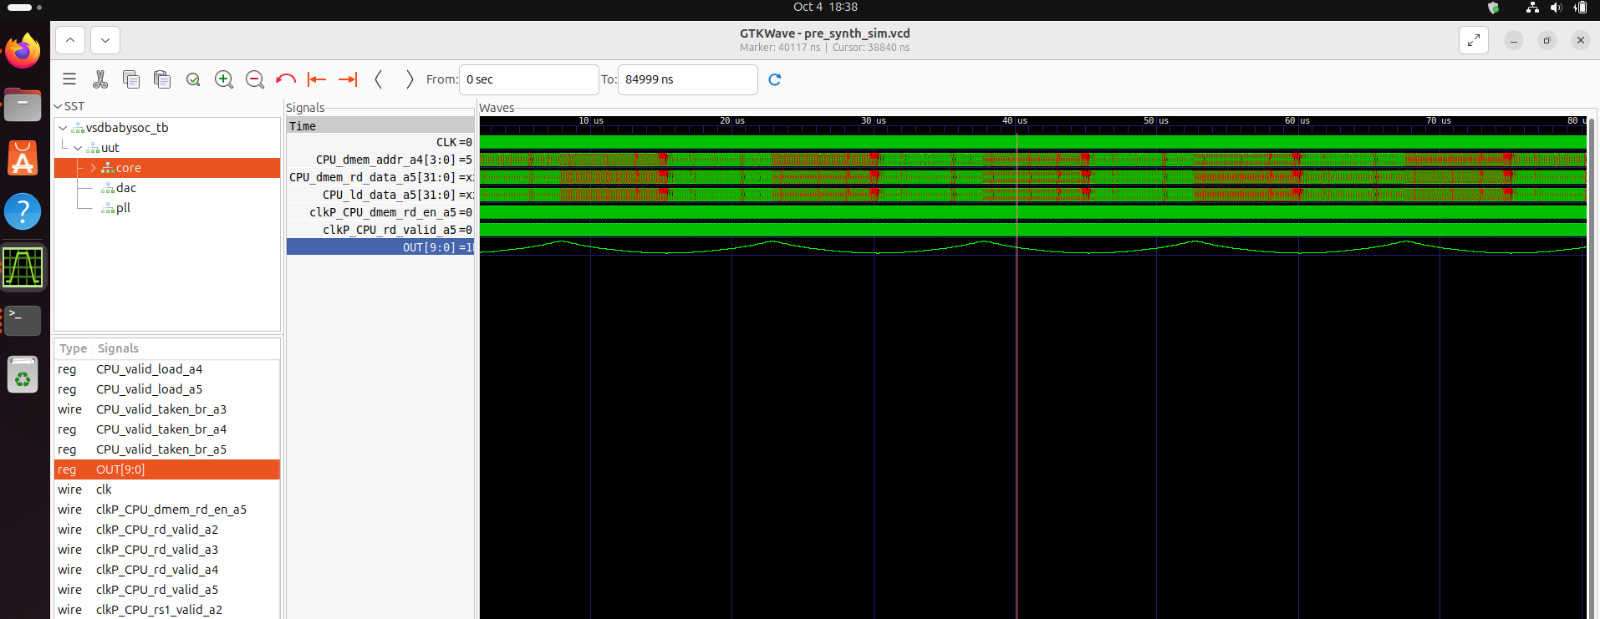 Oct 4 18:38
GTKWave - pre_synth_sim.vcd
Marker: 40117 ns | Cursor: 38840 ns
From: 0 sec To: 84999 ns
SST
vsdbabysoc_tb
uut
core
dac
pll
Type Signals
reg CPU_valid_load_a4
reg CPU_valid_load_a5
wire CPU_valid_taken_br_a3
reg CPU_valid_taken_br_a4
reg CPU_valid_taken_br_a5
reg OUT[9:0]
wire clk
wire clkP_CPU_dmem_rd_en_a5
wire clkP_CPU_rd_valid_a2
wire clkP_CPU_rd_valid_a3
wire clkP_CPU_rd_valid_a4
wire clkP_CPU_rd_valid_a5
wire clkP_CPU_rs1_valid_a2
Signals
Time
CLK=0
CPU_dmem_addr_a4[3:0]=5
CPU_dmem_rd_data_a5[31:0]=x
CPU_ld_data_a5[31:0]=x
clkP_CPU_dmem_rd_en_a5=0
clkP_CPU_rd_valid_a5=0
OUT[9:0]=1
Waves
10 us 20 us 30 us 40 us 50 us 60 us 70 us 80 u